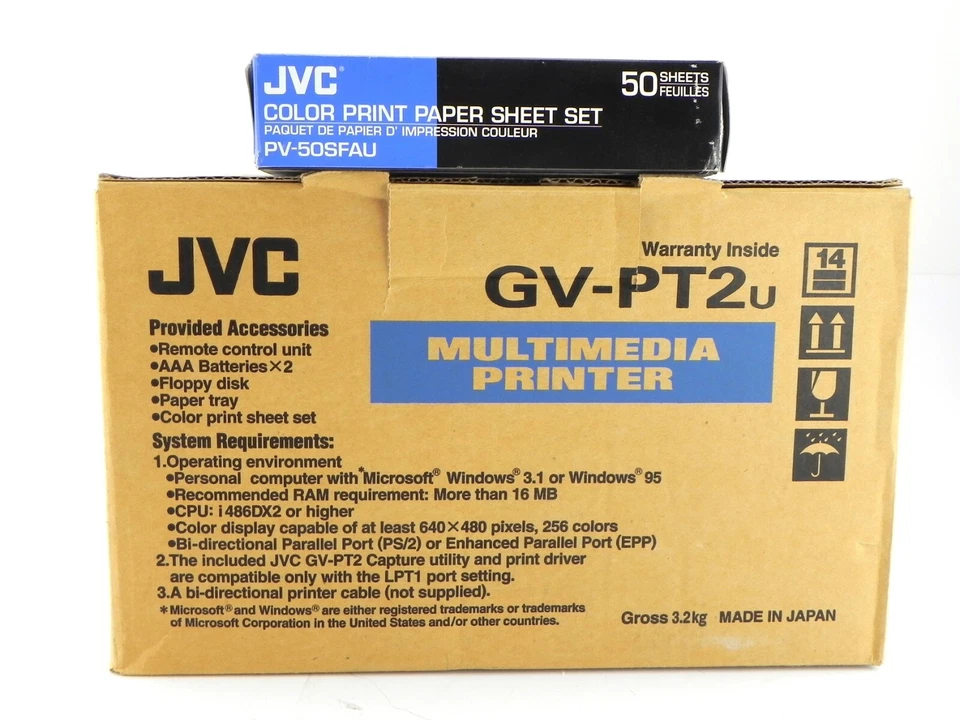 JVC®
50 SHEETS
FEUILLES
COLOR PRINT PAPER SHEET SET
PAQUET DE PAPIER D' IMPRESSION COULEUR
PV-50SFAU
JVC
Warranty Inside
GV-PT2U
MULTIMEDIA
PRINTER
14
Provided Accessories
●Remote control unit
●AAA Batteries×2
●Floppy disk
●Paper tray
●Color print sheet set
System Requirements:
1.Operating environment
●Personal computer with *Microsoft® Windows® 3.1 or Windows® 95
●Recommended RAM requirement: More than 16 MB
●CPU: i486DX2 or higher
●Color display capable of at least 640×480 pixels, 256 colors
●Bi-directional Parallel Port (PS/2) or Enhanced Parallel Port (EPP)
2.The included JVC GV-PT2 Capture utility and print driver
are compatible only with the LPT1 port setting.
3.A bi-directional printer cable (not supplied).
*Microsoft® and Windows® are either registered trademarks or trademarks
of Microsoft Corporation in the United States and/or other countries.
Gross 3.2kg MADE IN JAPAN